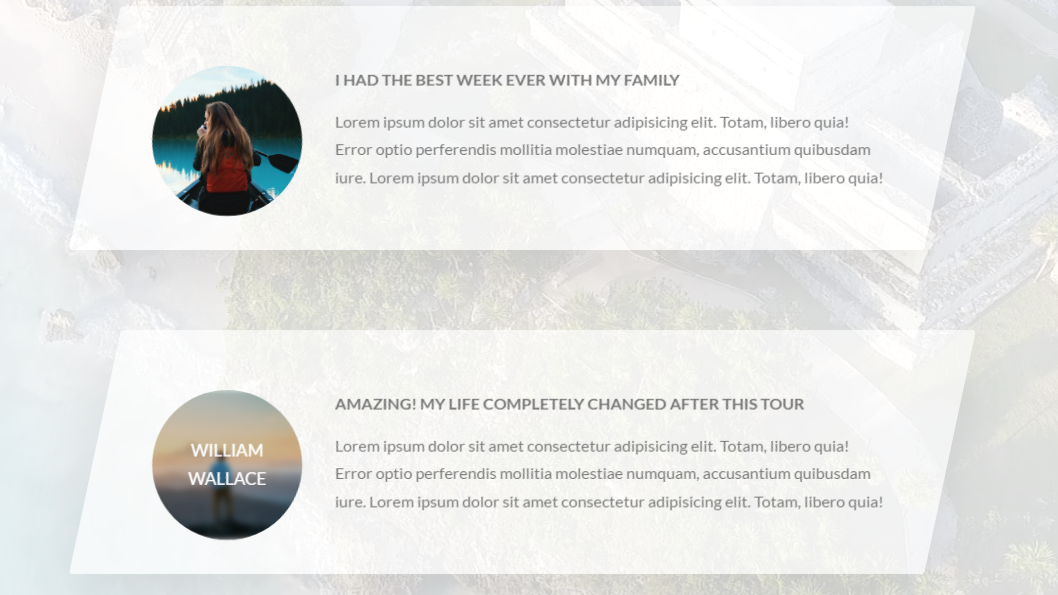 I HAD THE BEST WEEK EVER WITH MY FAMILY
Lorem ipsum dolor sit amet consectetur adipisicing elit. Totam, libero quia!
Error optio perferendis mollitia molestiae numquam, accusantium quibusdam
iure. Lorem ipsum dolor sit amet consectetur adipisicing elit. Totam, libero quia!
AMAZING! MY LIFE COMPLETELY CHANGED AFTER THIS TOUR
WILLIAM
WALLACE
Lorem ipsum dolor sit amet consectetur adipisicing elit. Totam, libero quia!
Error optio perferendis mollitia molestiae numquam, accusantium quibusdam
iure. Lorem ipsum dolor sit amet consectetur adipisicing elit. Totam, libero quia!